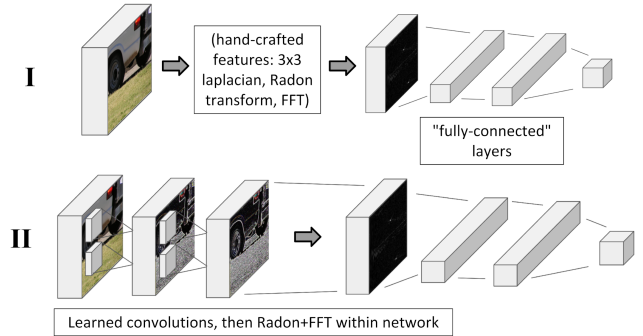 I
(hand-crafted
features: 3x3
laplacian, Radon
transform, FFT)
"fully-connected"
layers
II
Learned convolutions, then Radon+FFT within network